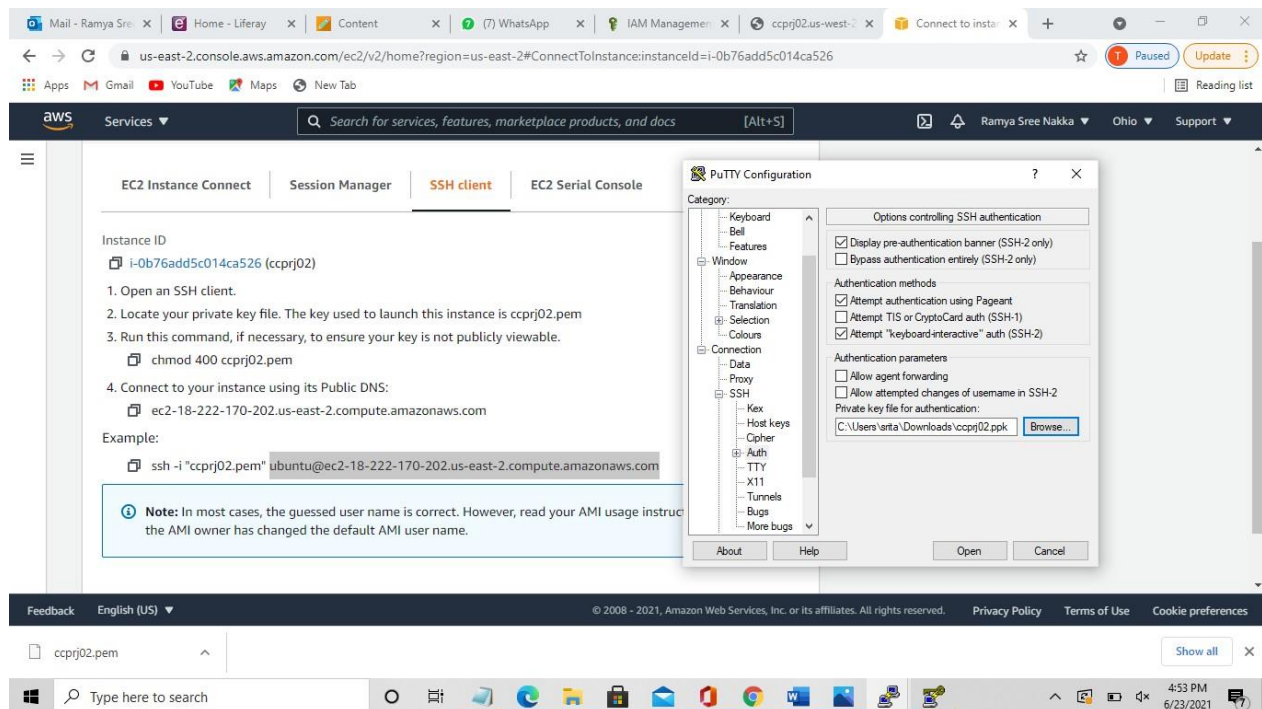 Mail - Ramya Sree
Home - Liferay
Content
(7) WhatsApp
IAM Managemen
ccprj02.us-west-2
Connect to instan
us-east-2.console.aws.amazon.com/ec2/v2/home?region=us-east-2#ConnectToInstance:instanceId=i-0b76add5c014ca526
T Paused
Update
Apps
Gmail
YouTube
Maps
New Tab
Reading list
aws
Services ▼
Search for services, features, marketplace products, and docs [Alt+S]
Ramya Sree Nakka ▼
Ohio ▼
Support ▼
EC2 Instance Connect
Session Manager
SSH client
EC2 Serial Console
Instance ID
i-0b76add5c014ca526 (ccprj02)
1. Open an SSH client.
2. Locate your private key file. The key used to launch this instance is ccprj02.pem
3. Run this command, if necessary, to ensure your key is not publicly viewable.
chmod 400 ccprj02.pem
4. Connect to your instance using its Public DNS:
ec2-18-222-170-202.us-east-2.compute.amazonaws.com
Example:
ssh -i "ccprj02.pem" ubuntu@ec2-18-222-170-202.us-east-2.compute.amazonaws.com
Note: In most cases, the guessed user name is correct. However, read your AMI usage instruc
the AMI owner has changed the default AMI user name.
PuTTY Configuration
Category:
Keyboard
Bell
Features
Window
Appearance
Behaviour
Translation
Selection
Colours
Connection
Data
Proxy
SSH
Kex
Host keys
Cipher
Auth
TTY
X11
Tunnels
Bugs
More bugs
Options controlling SSH authentication
Display pre-authentication banner (SSH-2 only)
Bypass authentication entirely (SSH-2 only)
Authentication methods
Attempt authentication using Pageant
Attempt TIS or CryptoCard auth (SSH-1)
Attempt "keyboard-interactive" auth (SSH-2)
Authentication parameters
Allow agent forwarding
Allow attempted changes of username in SSH-2
Private key file for authentication:
C:\Users\srita\Downloads\ccprj02.ppk
Browse...
About
Help
Open
Cancel
Feedback
English (US) ▼
© 2008 - 2021, Amazon Web Services, Inc. or its affiliates. All rights reserved.
Privacy Policy
Terms of Use
Cookie preferences
ccprj02.pem
Show all
Type here to search
4:53 PM
6/23/2021